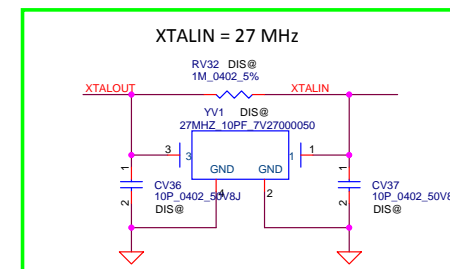 XTALIN = 27 MHz
RV32 DIS@
1M_0402_5%
XTALOUT
XTALIN
YV1 DIS@
27MHZ_10PF_7V27000050
3
3
1
1
GND
GND
4
2
1
2
CV36
10P_0402_50V8J
DIS@
1
2
CV37
10P_0402_50V8
DIS@